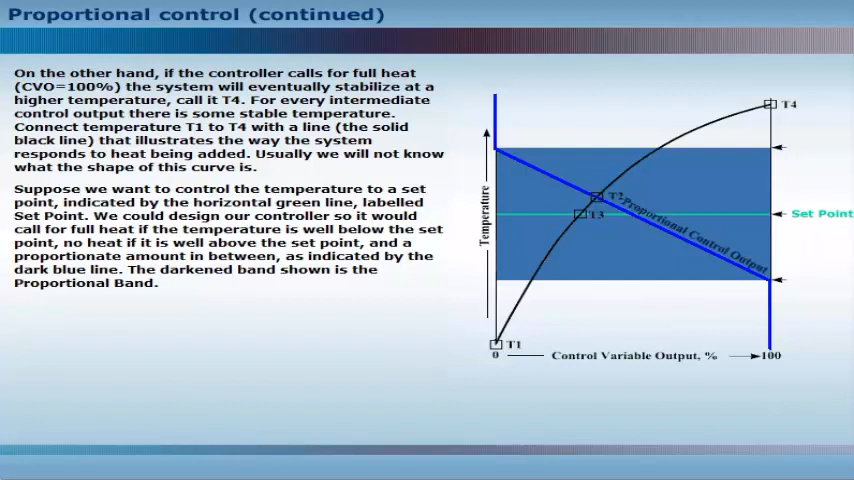 Proportional control (continued)
On the other hand, if the controller calls for full heat
(CVO=100%) the system will eventually stabilize at a
higher temperature, call it T4. For every intermediate
control output there is some stable temperature.
Connect temperature T1 to T4 with a line (the solid
black line) that illustrates the way the system
responds to heat being added. Usually we will not know
what the shape of this curve is.
Suppose we want to control the temperature to a set
point, indicated by the horizontal green line, labelled
Set Point. We could design our controller so it would
call for full heat if the temperature is well below the set
point, no heat if it is well above the set point, and a
proportionate amount in between, as indicated by the
dark blue line. The darkened band shown is the
Proportional Band.
T4
Temperature
T2
Proportional Control Output
T3
Set Point
T1
0
Control Variable Output, %
100